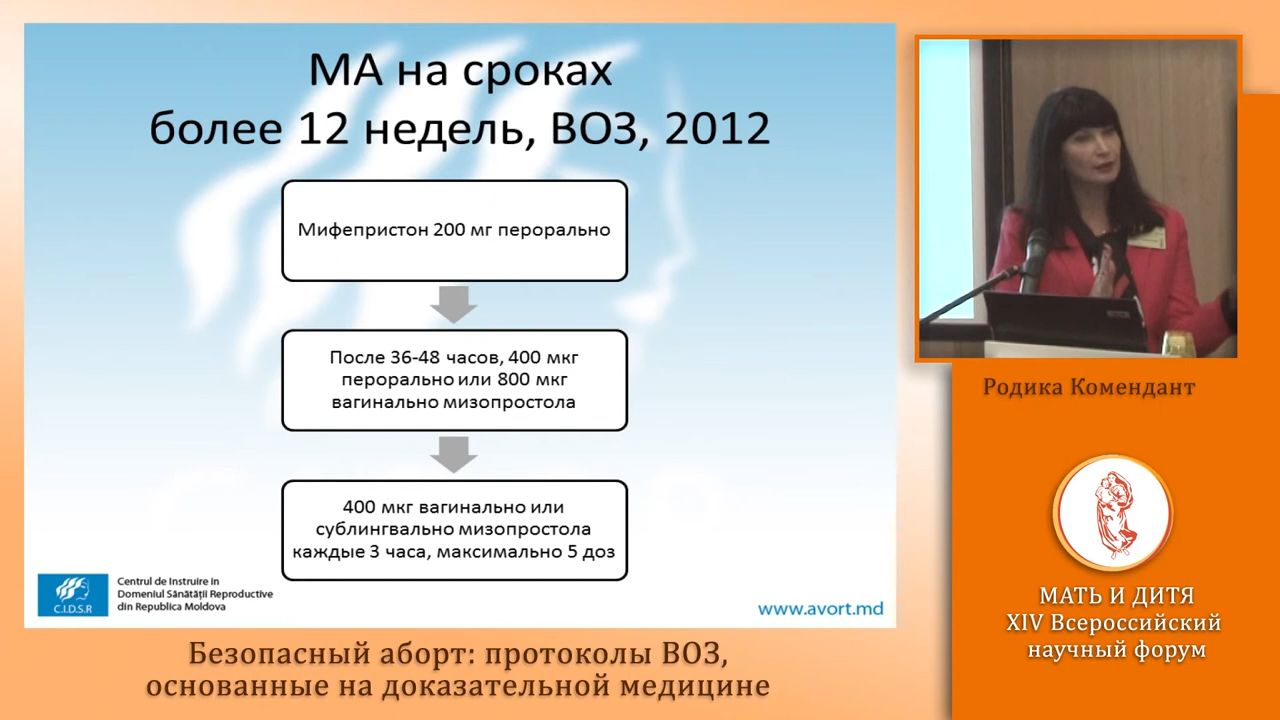 МА на сроках
более 12 недель, ВОЗ, 2012
Мифепристон 200 мг перорально
После 36-48 часов, 400 мкг
перорально или 800 мкг
вагинально мизопростола
400 мкг вагинально или
сублингвально мизопростола
каждые 3 часа, максимально 5 доз
C.I.D.S.R
Centrul de Instruire in
Domeniul Sănătății Reproductive
din Republica Moldova
www.avort.md
Родика Комендант
МАТЬ И ДИТЯ
XIV Всероссийский
научный форум
Безопасный аборт: протоколы ВОЗ,
основанные на доказательной медицине